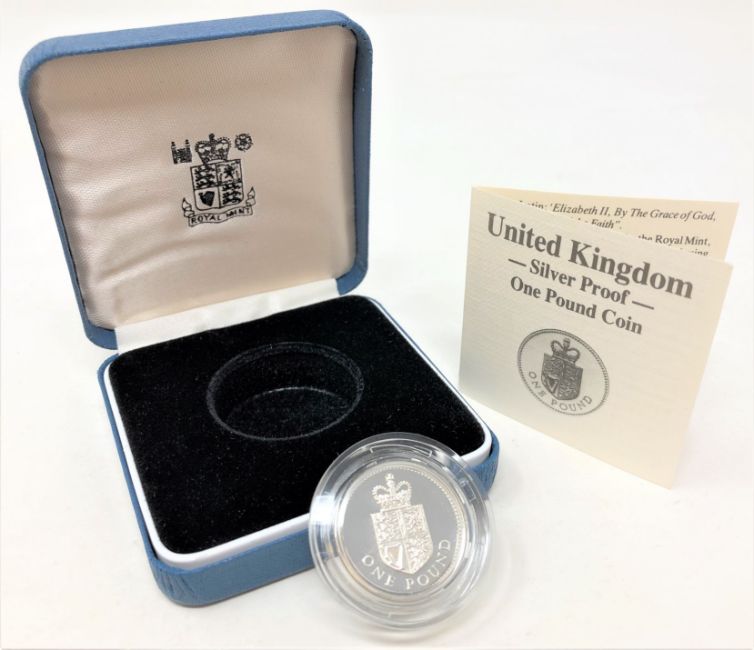 ROYAL MINT
Latin: 'Elizabeth II, By The Grace of God,
Faith".
the Royal Mint,
United Kingdom
— Silver Proof —
One Pound Coin
ONE POUND
ONE POUND